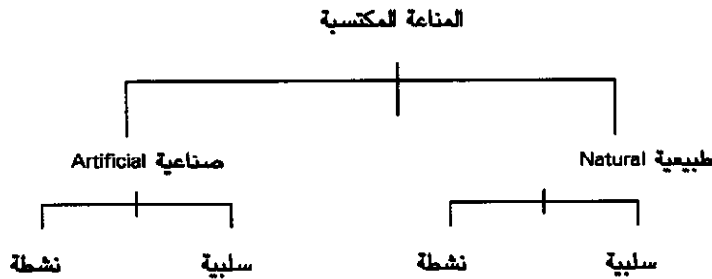 المناعة المكتسبة
طبيعية Natural
صناعية Artificial
سلبية
نشطة
سلبية
نشطة